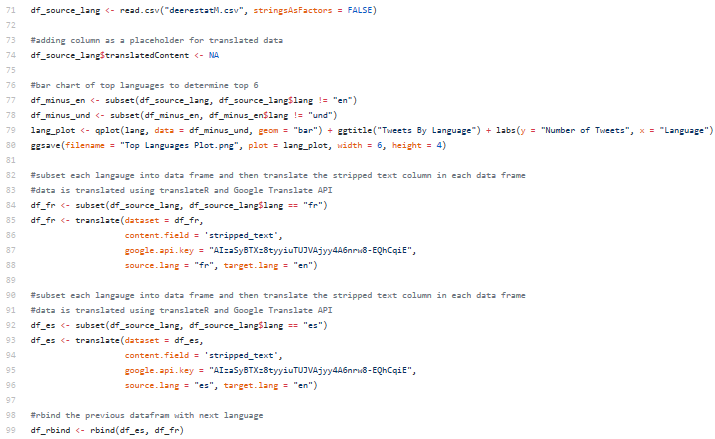 71 df_source_lang <- read.csv("deerestatM.csv", stringsAsFactors = FALSE)
72
73 #adding column as a placeholder for translated data
74 df_source_lang$translatedContent <- NA
75
76 #bar chart of top languages to determine top 6
77 df_minus_en <- subset(df_source_lang, df_source_lang$lang != "en")
78 df_minus_und <- subset(df_minus_en, df_minus_en$lang != "und")
79 lang_plot <- qplot(lang, data = df_minus_und, geom = "bar") + ggtitle("Tweets By Language") + labs(y = "Number of Tweets", x = "Language")
80 ggsave(filename = "Top Languages Plot.png", plot = lang_plot, width = 6, height = 4)
81
82 #subset each langauge into data frame and then translate the stripped text column in each data frame
83 #data is translated using translateR and Google Translate API
84 df_fr <- subset(df_source_lang, df_source_lang$lang == "fr")
85 df_fr <- translate(dataset = df_fr,
86 content.field = 'stripped_text',
87 google.api.key = "AIzaSyBTXz8tyyiuTUJVAjyy4A6nrw8-EQhCqiE",
88 source.lang = "fr", target.lang = "en")
89
90 #subset each langauge into data frame and then translate the stripped text column in each data frame
91 #data is translated using translateR and Google Translate API
92 df_es <- subset(df_source_lang, df_source_lang$lang == "es")
93 df_es <- translate(dataset = df_es,
94 content.field = 'stripped_text',
95 google.api.key = "AIzaSyBTXz8tyyiuTUJVAjyy4A6nrw8-EQhCqiE",
96 source.lang = "es", target.lang = "en")
97
98 #rbind the previous datafram with next language
99 df_rbind <- rbind(df_es, df_fr)